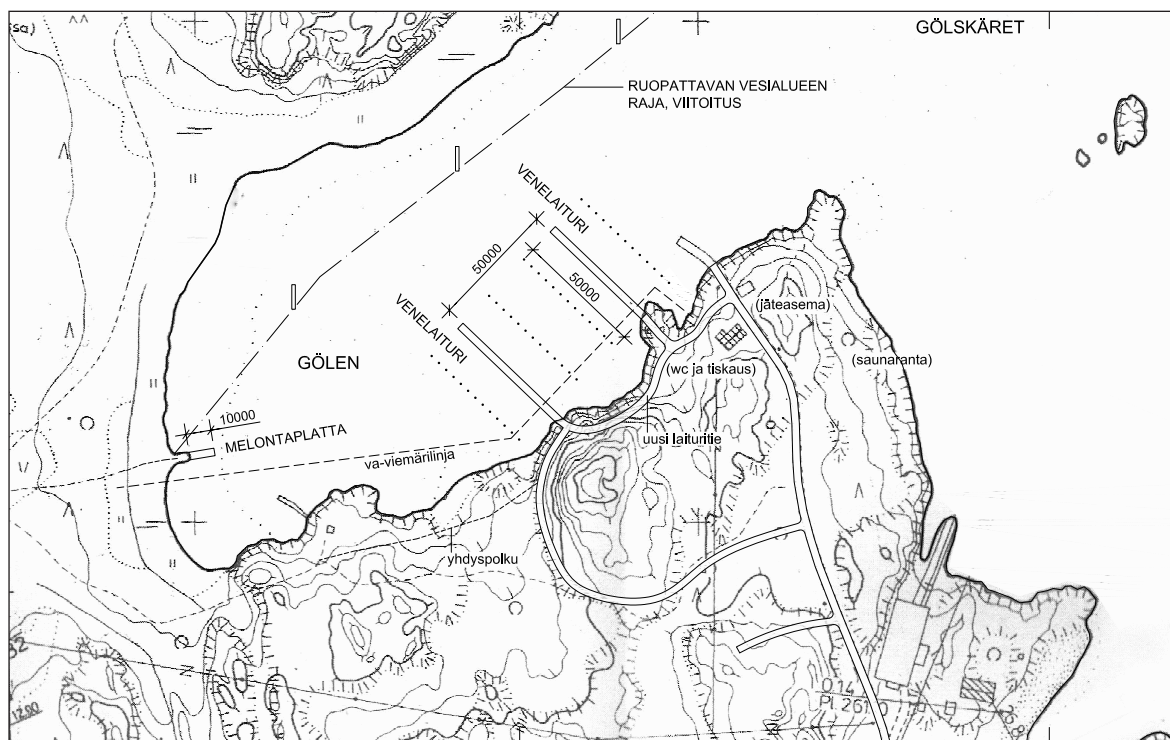 sa)
GÖLSKÄRET
RUOPATTAVAN VESIALUEEN
RAJA, VIITOITUS
VENELAITURI
50000
50000
VENELAITURI
(jäteasema)
GÖLEN
(wc ja tiskaus)
(saunaranta)
10000
MELONTAPLATTA
uusi laituritie
va-viemärilinja
yhdyspolku